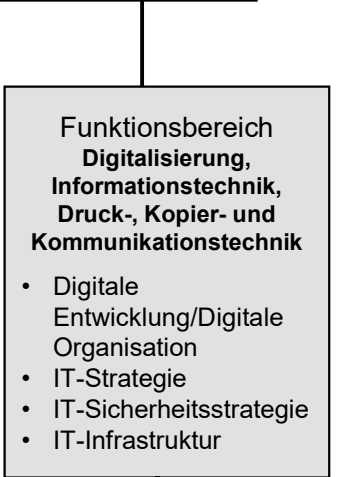 Funktionsbereich
Digitalisierung,
Informationstechnik,
Druck-, Kopier- und
Kommunikationstechnik
• Digitale
Entwicklung/Digitale
Organisation
• IT-Strategie
• IT-Sicherheitsstrategie
• IT-Infrastruktur